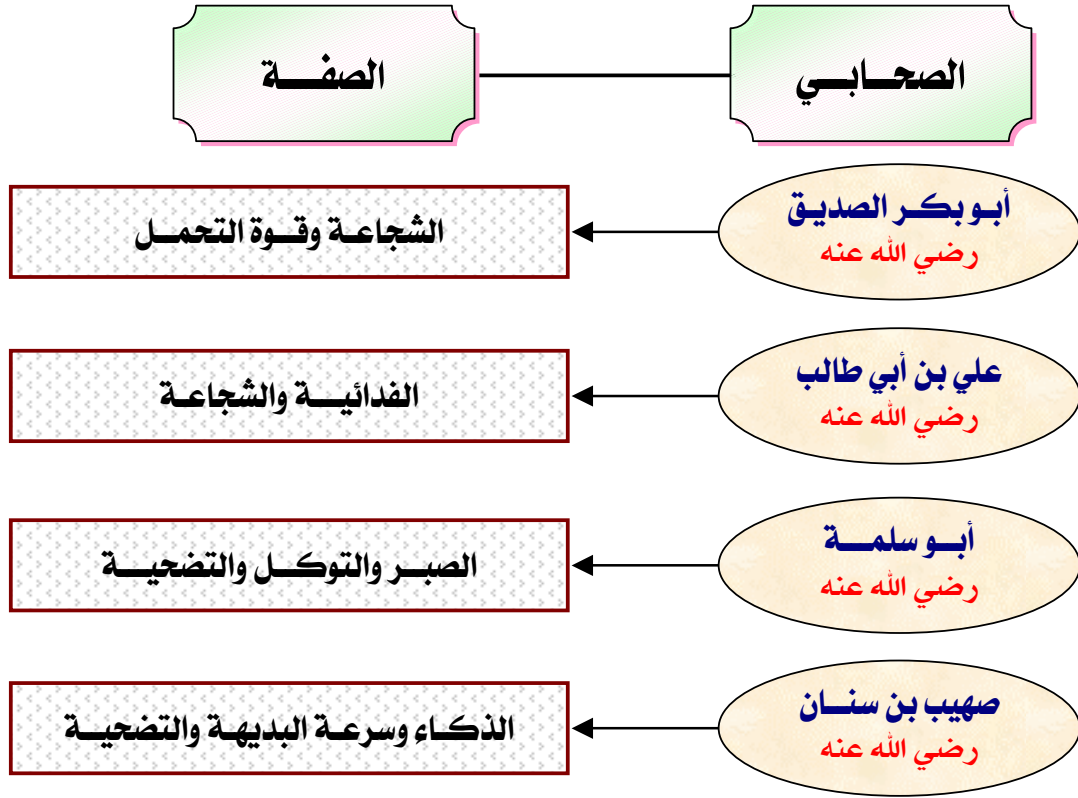 الصحابي
الصفة
أبو بكر الصديق
رضي الله عنه
الشجاعة وقوة التحمل
علي بن أبي طالب
رضي الله عنه
الفدائية والشجاعة
أبو سلمة
رضي الله عنه
الصبر والتوكل والتضحية
صهيب بن سنان
رضي الله عنه
الذكاء وسرعة البديهة والتضحية